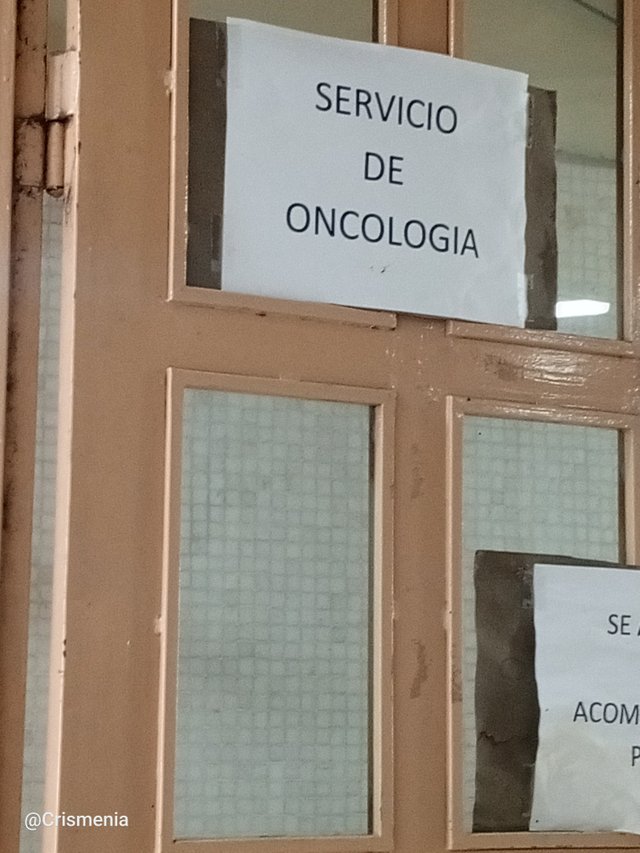 SERVICIO
DE
ONCOLOGIA
SE
@Crismenia